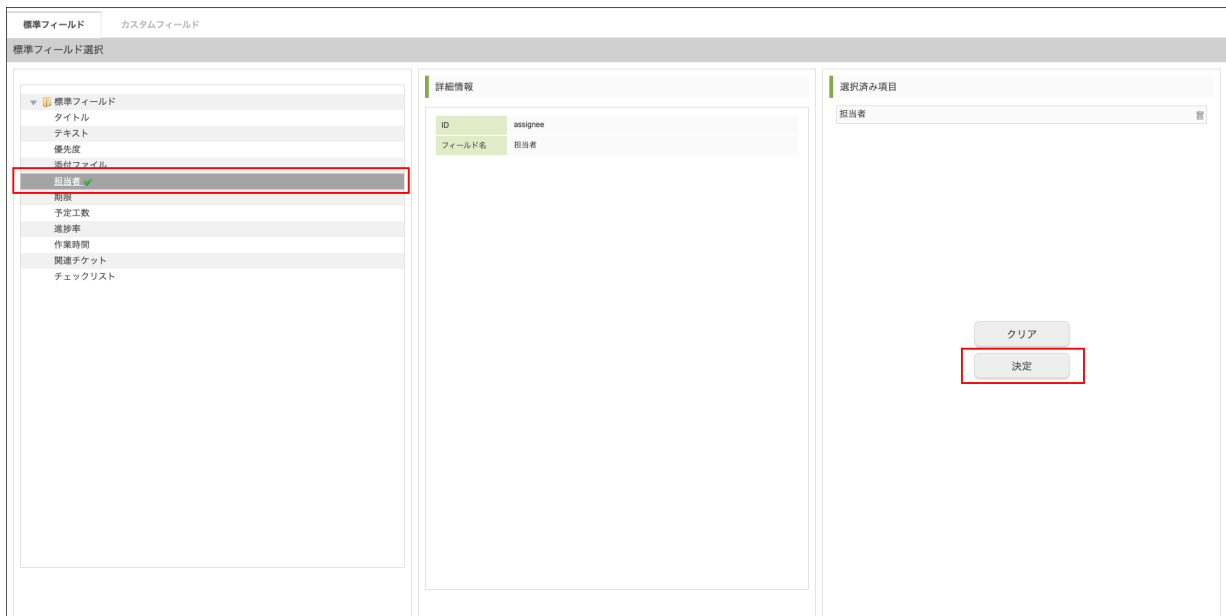 標準フィールド
カスタムフィールド
標準フィールド選択
標準フィールド
タイトル
テキスト
優先度
添付ファイル
担当者
期限
予定工数
進捗率
作業時間
関連チケット
チェックリスト
詳細情報
ID assignee
フィールド名 担当者
選択済み項目
担当者
クリア
決定